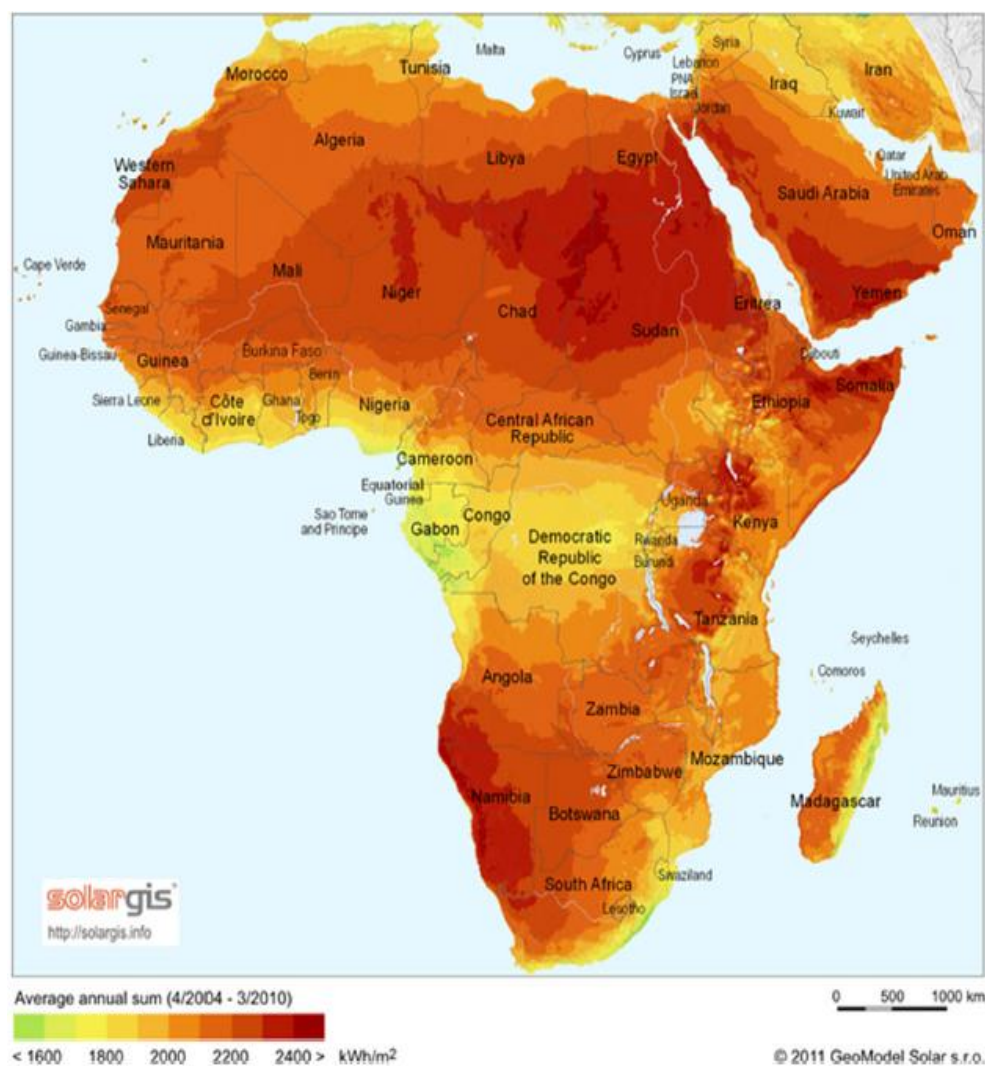 Malta
Cyprus
Syria
Lebanon
PNA
Israel
Jordan
Iraq
Iran
Kuwait
Morocco
Tunisia
Algeria
Libya
Egypt
Qatar
United Arab
Emirates
Saudi Arabia
Oman
Western
Sahara
Mauritania
Mali
Niger
Chad
Sudan
Eritrea
Yemen
Cape Verde
Senegal
Gambia
Guinea-Bissau
Guinea
Burkina Faso
Benin
Djibouti
Somalia
Ethiopia
Sierra Leone
Côte
d'Ivoire
Ghana
Togo
Nigeria
Liberia
Central African
Republic
Cameroon
Equatorial
Guinea
Sao Tome
and Principe
Gabon
Congo
Democratic
Republic
of the Congo
Uganda
Kenya
Rwanda
Burundi
Tanzania
Seychelles
Comoros
Angola
Zambia
Mozambique
Zimbabwe
Madagascar
Mauritius
Reunion
Namibia
Botswana
South Africa
Swaziland
Lesotho
solargis
http://solargis.info
Average annual sum (4/2004 - 3/2010)
< 1600 1800 2000 2200 2400 > kWh/m²
0 500 1000 km
© 2011 GeoModel Solar s.r.o.